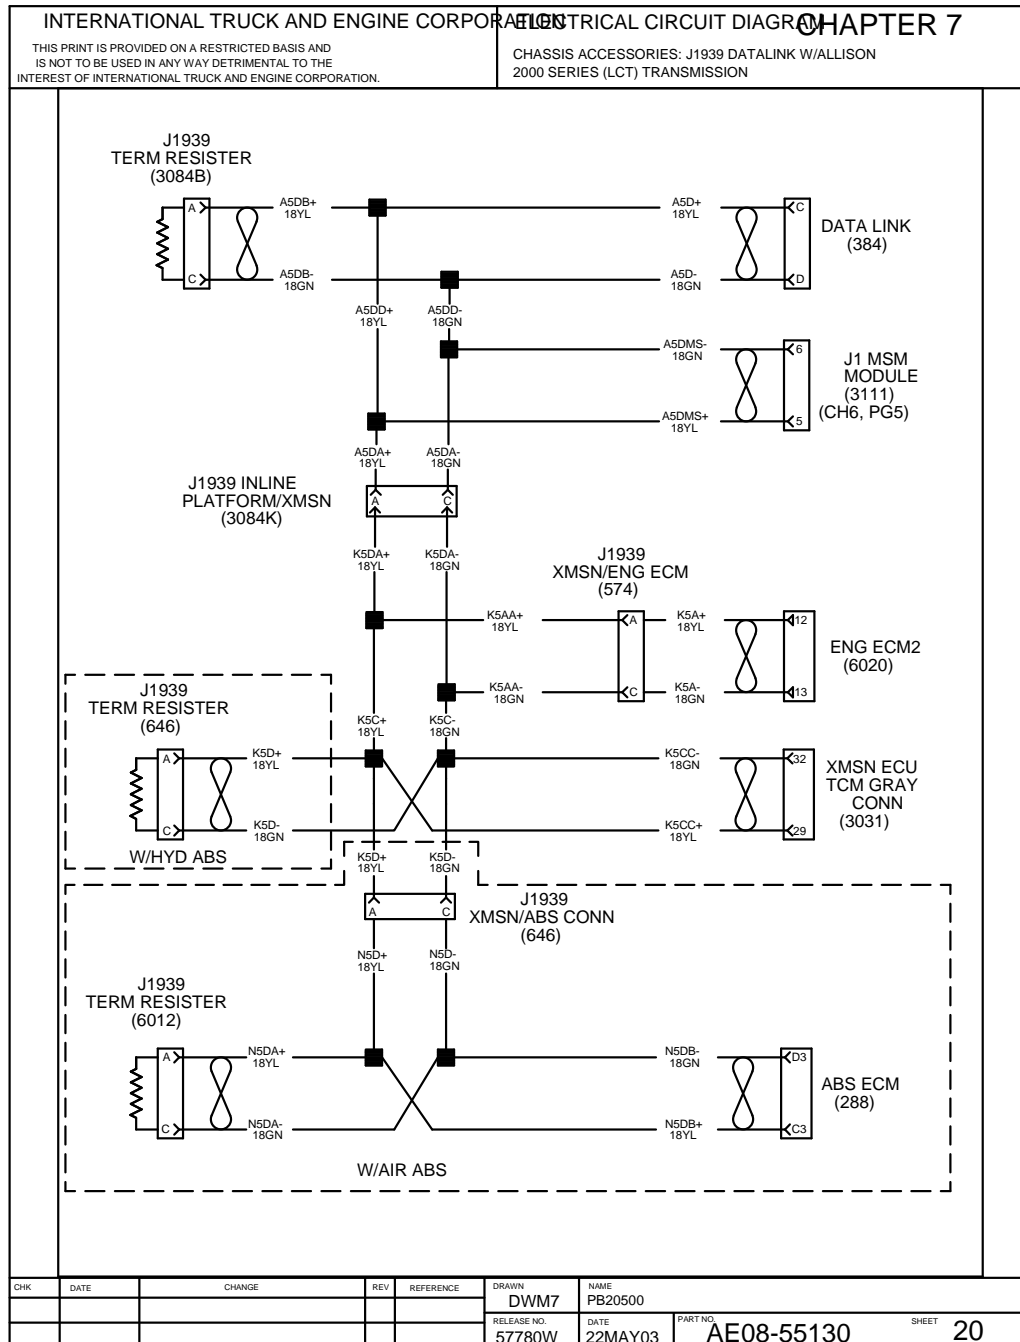 INTERNATIONAL TRUCK AND ENGINE CORPORATION
THIS PRINT IS PROVIDED ON A RESTRICTED BASIS AND
IS NOT TO BE USED IN ANY WAY DETRIMENTAL TO THE
INTEREST OF INTERNATIONAL TRUCK AND ENGINE CORPORATION.
ELECTRICAL CIRCUIT DIAGRAM
CHAPTER 7
CHASSIS ACCESSORIES: J1939 DATALINK W/ALLISON
2000 SERIES (LCT) TRANSMISSION
J1939
TERM RESISTER
(3084B)
A
C
A5DB+
18YL
A5DB-
18GN
A5D+
18YL
A5D-
18GN
C
D
DATA LINK
(384)
A5DD+
18YL
A5DD-
18GN
A5DMS-
18GN
A5DMS+
18YL
6
5
J1 MSM
MODULE
(3111)
(CH6, PG5)
A5DA+
18YL
A5DA-
18GN
J1939 INLINE
PLATFORM/XMSN
(3084K)
A
C
K5DA+
18YL
K5DA-
18GN
J1939
XMSN/ENG ECM
(574)
K5AA+
18YL
K5AA-
18GN
A
C
K5A+
18YL
K5A-
18GN
12
13
ENG ECM2
(6020)
J1939
TERM RESISTER
(646)
A
C
K5D+
18YL
K5D-
18GN
W/HYD ABS
K5C+
18YL
K5C-
18GN
K5CC-
18GN
K5CC+
18YL
32
29
XMSN ECU
TCM GRAY
CONN
(3031)
K5D+
18YL
K5D-
18GN
A
C
J1939
XMSN/ABS CONN
(646)
N5D+
18YL
N5D-
18GN
J1939
TERM RESISTER
(6012)
A
C
N5DA+
18YL
N5DA-
18GN
N5DB-
18GN
N5DB+
18YL
D3
C3
ABS ECM
(288)
W/AIR ABS
CHK DATE CHANGE REV REFERENCE
DRAWN
DWM7
NAME
PB20500
RELEASE NO.
57780W
DATE
22MAY03
PART NO.
AE08-55130
SHEET 20